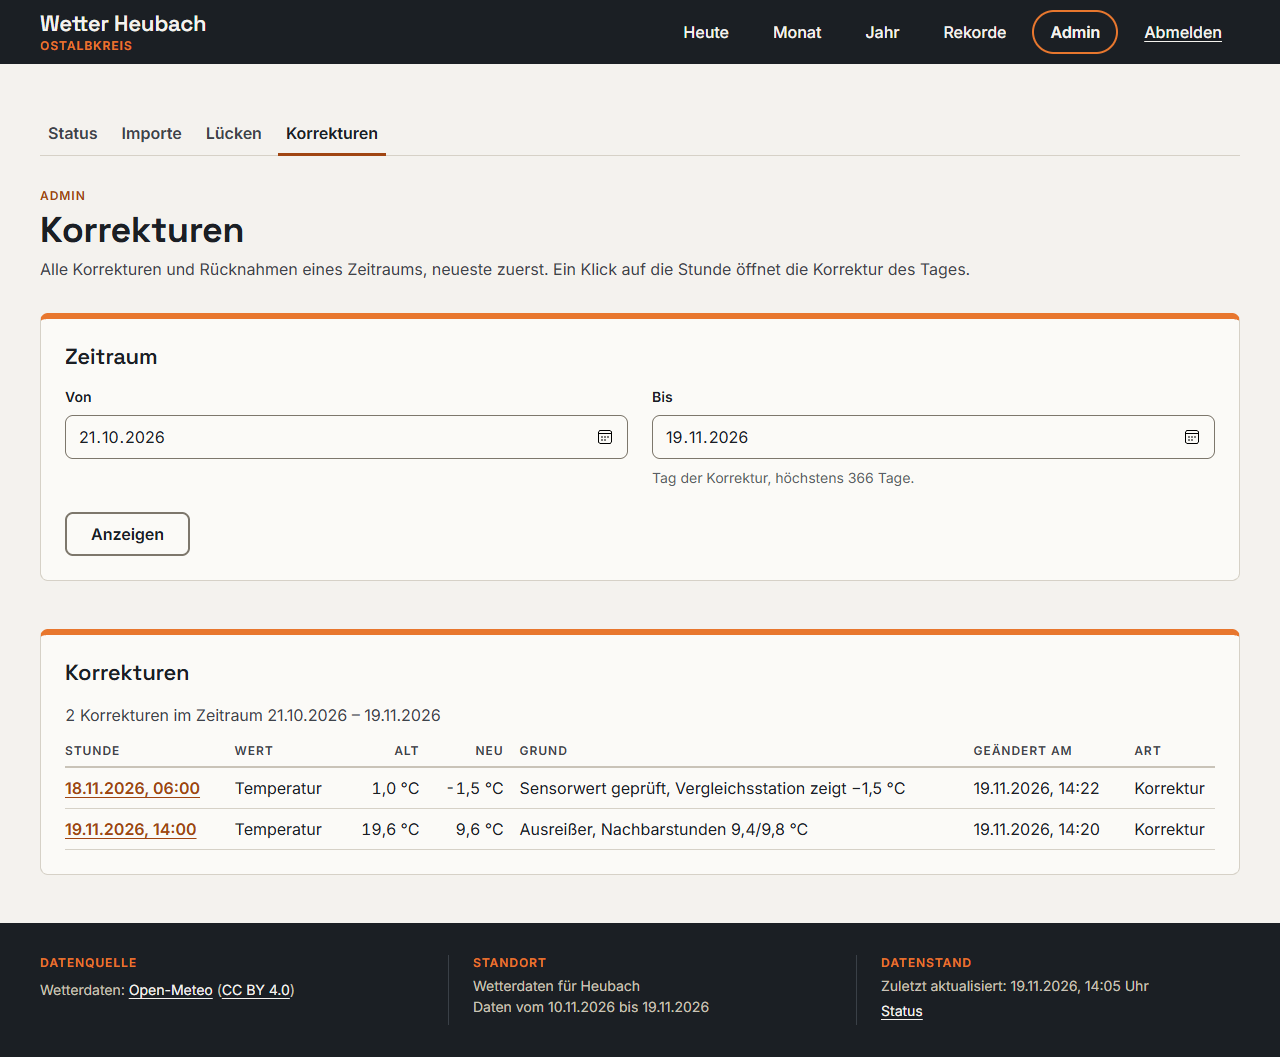 Wetter Heubach
OSTALBKREIS
Heute Monat Jahr Rekorde Admin Abmelden
Status Importe Lücken Korrekturen
ADMIN
Korrekturen
Alle Korrekturen und Rücknahmen eines Zeitraums, neueste zuerst. Ein Klick auf die Stunde öffnet die Korrektur des Tages.
Zeitraum
Von Bis
21.10.2026 19.11.2026
Tag der Korrektur, höchstens 366 Tage.
Anzeigen
Korrekturen
2 Korrekturen im Zeitraum 21.10.2026 – 19.11.2026
STUNDE WERT ALT NEU GRUND GEÄNDERT AM ART
18.11.2026, 06:00 Temperatur 1,0 °C -1,5 °C Sensorwert geprüft, Vergleichsstation zeigt −1,5 °C 19.11.2026, 14:22 Korrektur
19.11.2026, 14:00 Temperatur 19,6 °C 9,6 °C Ausreißer, Nachbarstunden 9,4/9,8 °C 19.11.2026, 14:20 Korrektur
DATENQUELLE
Wetterdaten: Open-Meteo (CC BY 4.0)
STANDORT
Wetterdaten für Heubach
Daten vom 10.11.2026 bis 19.11.2026
DATENSTAND
Zuletzt aktualisiert: 19.11.2026, 14:05 Uhr
Status